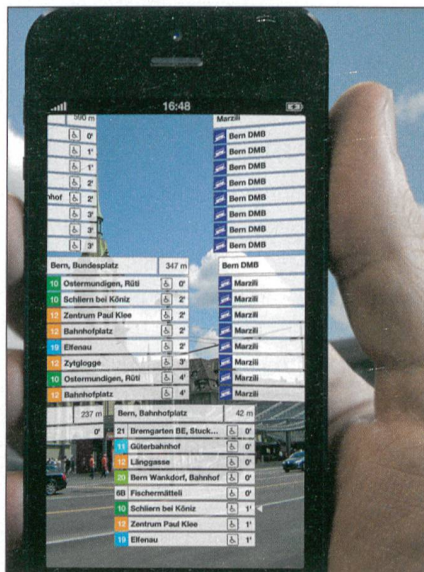 16:48
990 m
0'
1'
1'
2'
nhof 2'
3'
3'
3'
Marzili
Bern DMB
Bern DMB
Bern DMB
Bern DMB
Bern DMB
Bern DMB
Bern DMB
Bern DMB
Bern, Bundesplatz 347 m
10 Ostermundigen, Rüti 0'
10 Schliern bei Köniz 2'
12 Zentrum Paul Klee 2'
12 Bahnhofplatz 2'
19 Elfenau 2'
12 Zytglogge 3'
10 Ostermundigen, Rüti 4'
12 Bahnhofplatz 4'
Bern DMB
Marzili
Marzili
Marzili
Marzili
Marzili
Marzili
Marzili
Marzili
237 m
0'
Bern, Bahnhofplatz 42 m
21 Bremgarten BE, Stuck... 0'
11 Güterbahnhof 0'
12 Länggasse 0'
20 Bern Wankdorf, Bahnhof 0'
6B Fischermätteli 0'
10 Schliern bei Köniz 1'
12 Zentrum Paul Klee 1'
19 Elfenau 1'